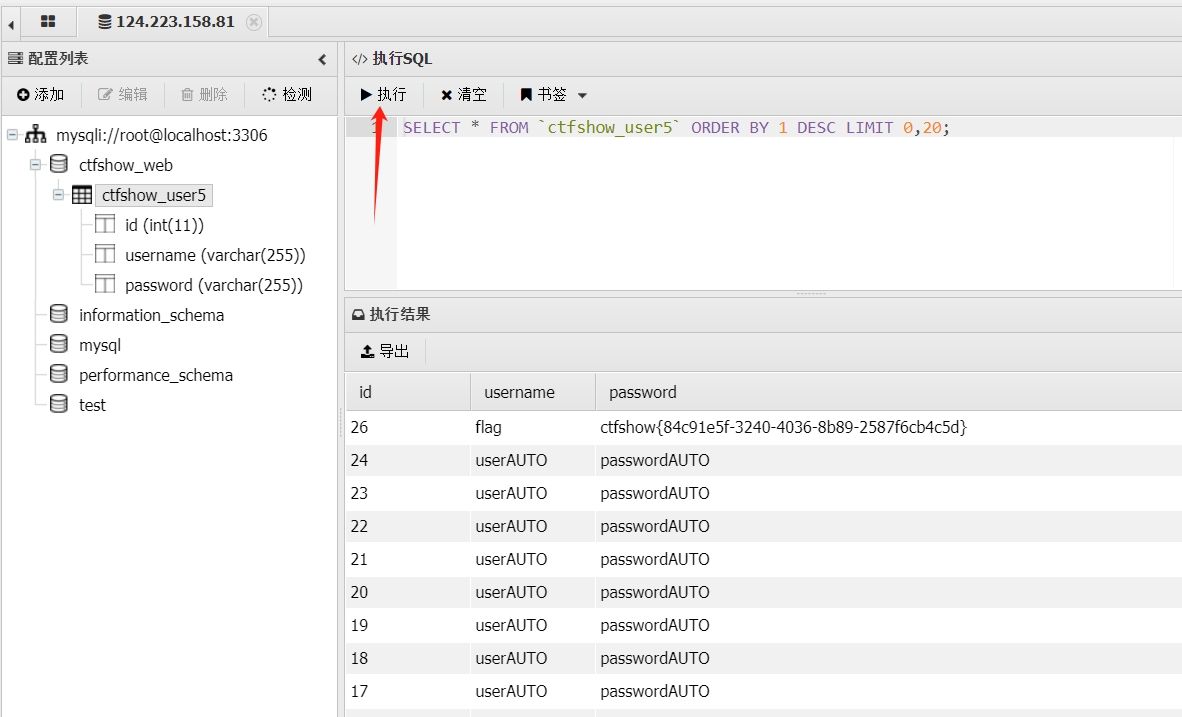 124.223.158.81
配置列表
添加 编辑 删除 检测
mysqli://root@localhost:3306
ctfshow_web
ctfshow_user5
id (int(11))
username (varchar(255))
password (varchar(255))
information_schema
mysql
performance_schema
test
</> 执行SQL
执行 清空 书签
1 SELECT * FROM `ctfshow_user5` ORDER BY 1 DESC LIMIT 0,20;
执行结果
导出
id username password
26 flag ctfshow{84c91e5f-3240-4036-8b89-2587f6cb4c5d}
24 userAUTO passwordAUTO
23 userAUTO passwordAUTO
22 userAUTO passwordAUTO
21 userAUTO passwordAUTO
20 userAUTO passwordAUTO
19 userAUTO passwordAUTO
18 userAUTO passwordAUTO
17 userAUTO passwordAUTO